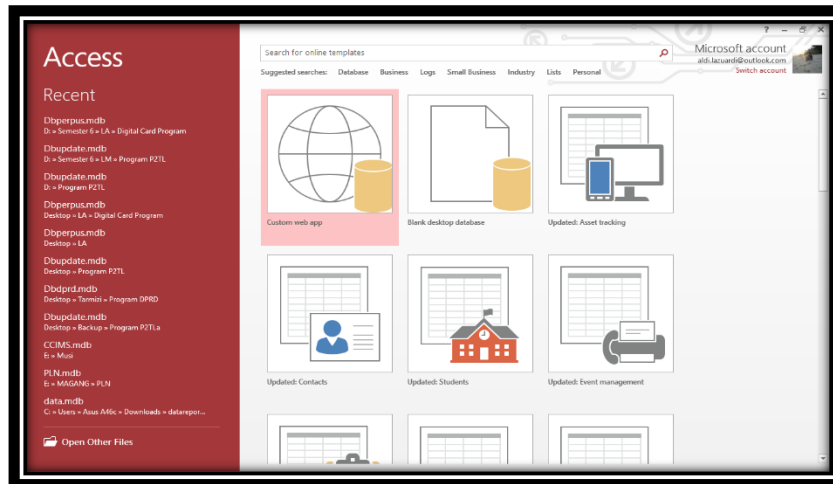 Access
Recent
Dbperpus.mdb
D: » Semester 6 » LA » Digital Card Program
Dbupdate.mdb
D: » Semester 6 » LM » Program P2TL
Dbupdate.mdb
D: » Program P2TL
Dbperpus.mdb
Desktop » LA » Digital Card Program
Dbperpus.mdb
Desktop » LA
Dbupdate.mdb
Desktop » Program P2TL
Dbdprd.mdb
Desktop » Tarmizi » Program DPRD
Dbupdate.mdb
Desktop » Backup » Program P2TLa
CCIMS.mdb
E: » Musi
PLN.mdb
E: » MAGANG » PLN
data.mdb
C: » Users » Asus A46c » Downloads » datarepor...
Open Other Files
Search for online templates
Suggested searches: Database Business Logs Small Business Industry Lists Personal
Microsoft account
aldi.lazuardi@outlook.com
Switch account
Custom web app
Blank desktop database
Updated: Asset tracking
Updated: Contacts
Updated: Students
Updated: Event management